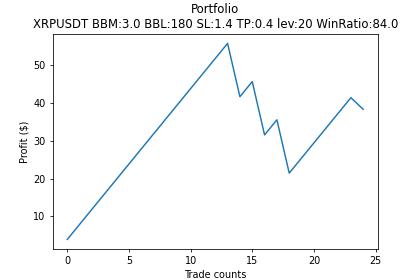 Portfolio
XRPUSDT BBM:3.0 BBL:180 SL:1.4 TP:0.4 lev:20 WinRatio:84.0
Profit ($)
50
40
30
20
10
0 5 10 15 20 25
Trade counts